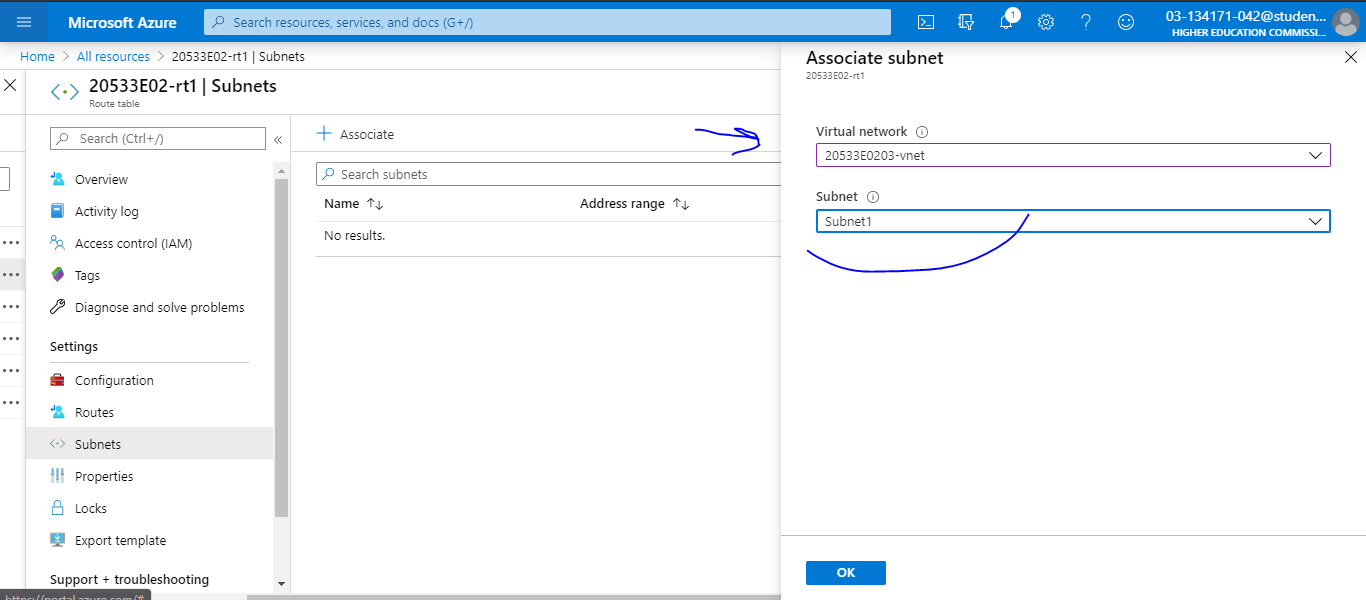 Microsoft Azure
Search resources, services, and docs (G+/)
1
03-134171-042@studen...
HIGHER EDUCATION COMMISSI...
Home > All resources > 20533E02-rt1 | Subnets
20533E02-rt1 | Subnets
Route table
Search (Ctrl+/)
«
Overview
Activity log
Access control (IAM)
Tags
Diagnose and solve problems
Settings
Configuration
Routes
Subnets
Properties
Locks
Export template
Support + troubleshooting
Associate
Search subnets
Name ↑↓ Address range ↑↓
No results.
Associate subnet
20533E02-rt1
Virtual network
20533E0203-vnet
Subnet
Subnet1
OK
https://portal.azure.com/#